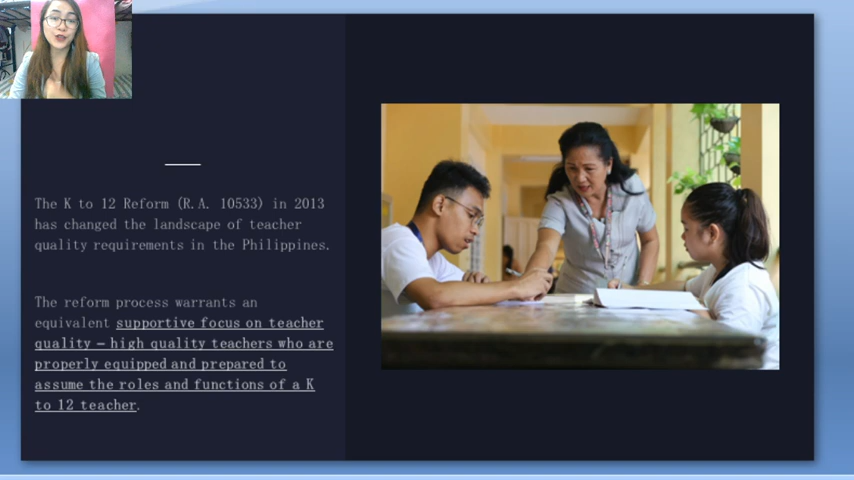 The K to 12 Reform (R.A. 10533) in 2013
has changed the landscape of teacher
quality requirements in the Philippines.
The reform process warrants an
equivalent supportive focus on teacher
quality – high quality teachers who are
properly equipped and prepared to
assume the roles and functions of a K
to 12 teacher.